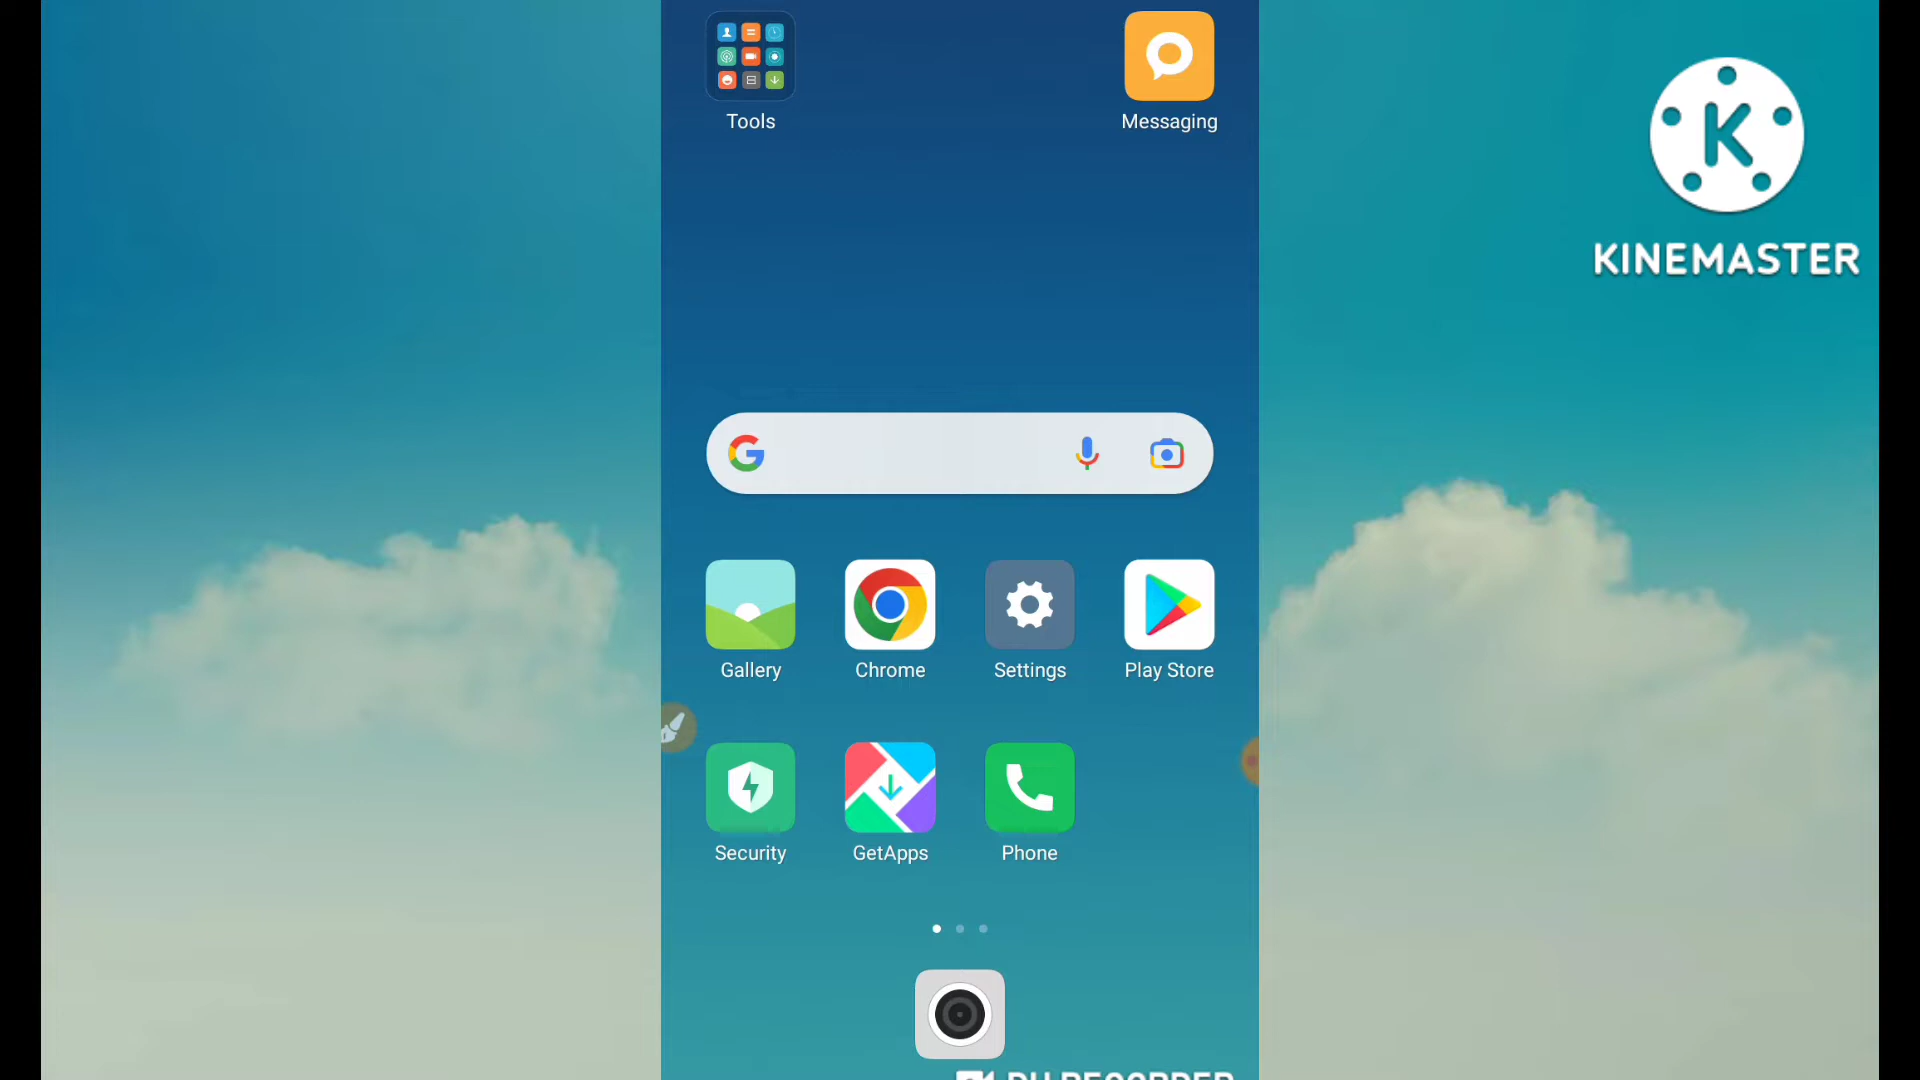 Tools
Messaging
KINEMASTER
Gallery
Chrome
Settings
Play Store
Security
GetApps
Phone
DU RECORDER